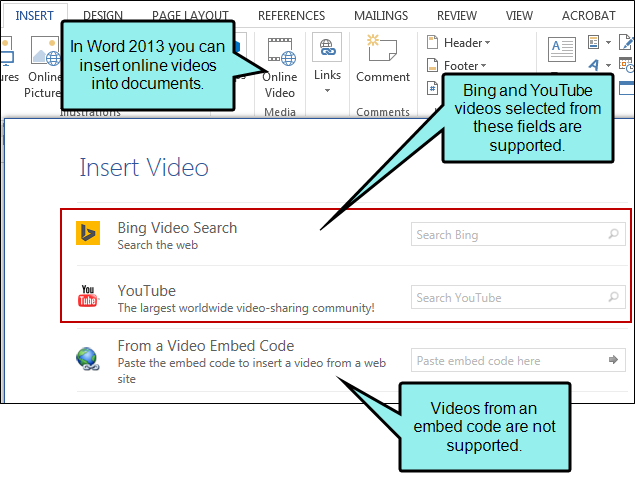 INSERT DESIGN PAGE LAYOUT REFERENCES MAILINGS REVIEW VIEW ACROBAT
In Word 2013 you can
insert online videos
into documents.
Online
Pictures
Online
Video
Links
Comment
Header
Footer
Illustrations
Media
Comments
Bing and YouTube
videos selected from
these fields are
supported.
Insert Video
Bing Video Search
Search the web
Search Bing
You
Tube
YouTube
The largest worldwide video-sharing community!
Search YouTube
From a Video Embed Code
Paste the embed code to insert a video from a web
site
Paste embed code here
Videos from an
embed code are not
supported.